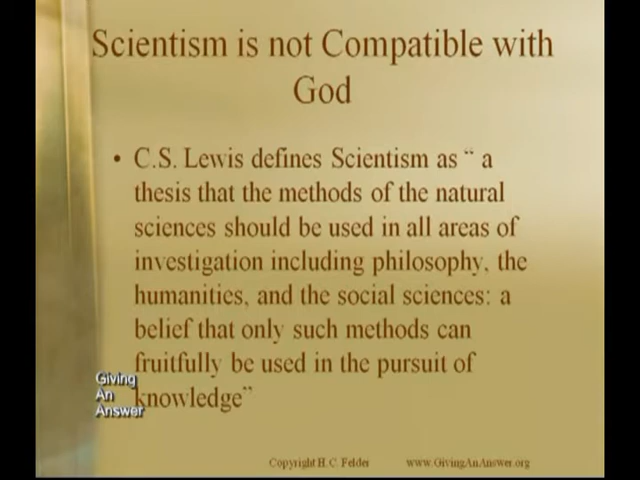 Scientism is not Compatible with
God
• C.S. Lewis defines Scientism as “ a
thesis that the methods of the natural
sciences should be used in all areas of
investigation including philosophy, the
humanities, and the social sciences: a
belief that only such methods can
fruitfully be used in the pursuit of
knowledge”
Giving
An
Answer
Copyright H.C. Felder www.GivingAnAnswer.org